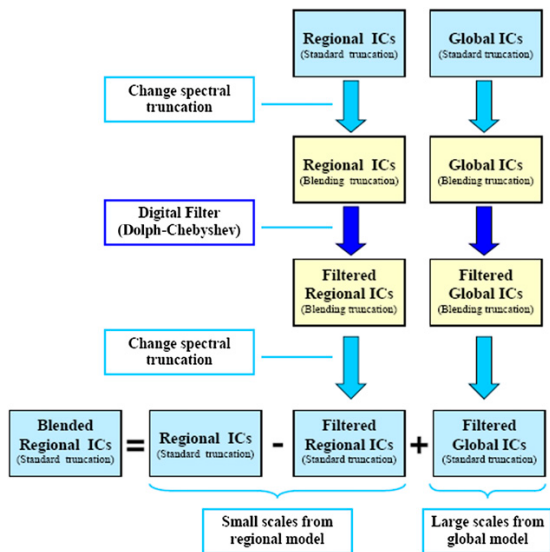 Regional ICs
(Standard truncation)
Global ICs
(Standard truncation)
Change spectral
truncation
Regional ICs
(Blending truncation)
Global ICs
(Blending truncation)
Digital Filter
(Dolph-Chebyshev)
Filtered
Regional ICs
(Blending truncation)
Filtered
Global ICs
(Blending truncation)
Change spectral
truncation
Blended
Regional ICs
(Standard truncation)
=
Regional ICs
(Standard truncation)
-
Filtered
Regional ICs
(Standard truncation)
+
Filtered
Global ICs
(Standard truncation)
Small scales from
regional model
Large scales from
global model